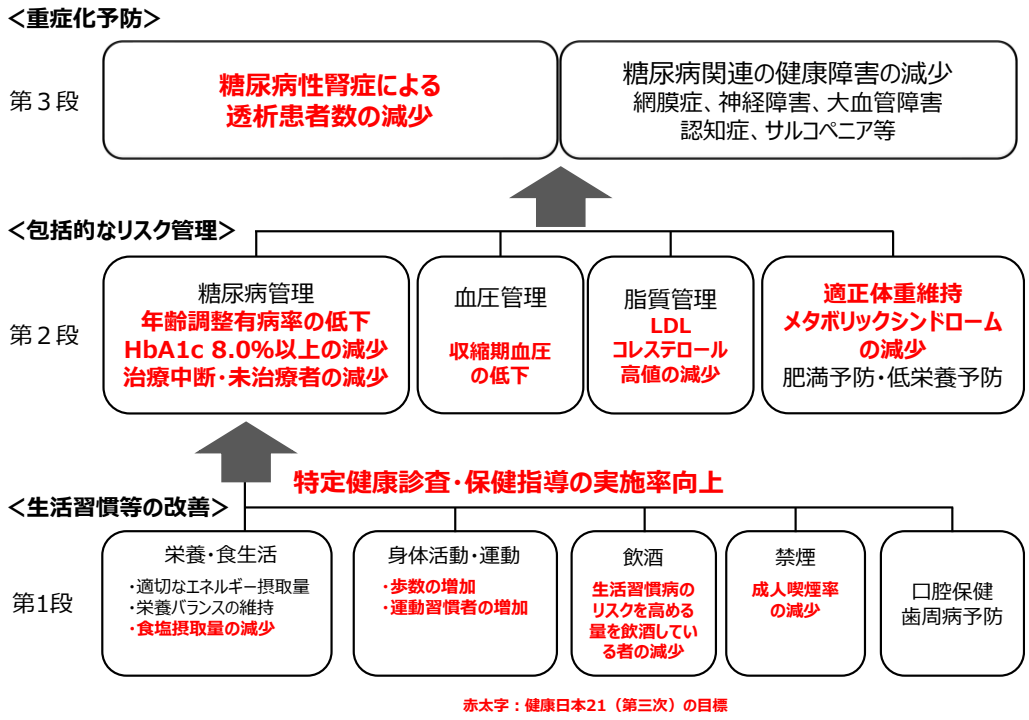 ＜重症化予防＞
第３段
糖尿病性腎症による
透析患者数の減少
糖尿病関連の健康障害の減少
網膜症、神経障害、大血管障害
認知症、サルコペニア等
＜包括的なリスク管理＞
第２段
糖尿病管理
年齢調整有病率の低下
HbA1c 8.0%以上の減少
治療中断・未治療者の減少
血圧管理
収縮期血圧
の低下
脂質管理
LDL
コレステロール
高値の減少
適正体重維持
メタボリックシンドローム
の減少
肥満予防・低栄養予防
特定健康診査・保健指導の実施率向上
＜生活習慣等の改善＞
第1段
栄養・食生活
・適切なエネルギー摂取量
・栄養バランスの維持
・食塩摂取量の減少
身体活動・運動
・歩数の増加
・運動習慣者の増加
飲酒
生活習慣病の
リスクを高める
量を飲酒してい
る者の減少
禁煙
成人喫煙率
の減少
口腔保健
歯周病予防
赤太字：健康日本21（第三次）の目標